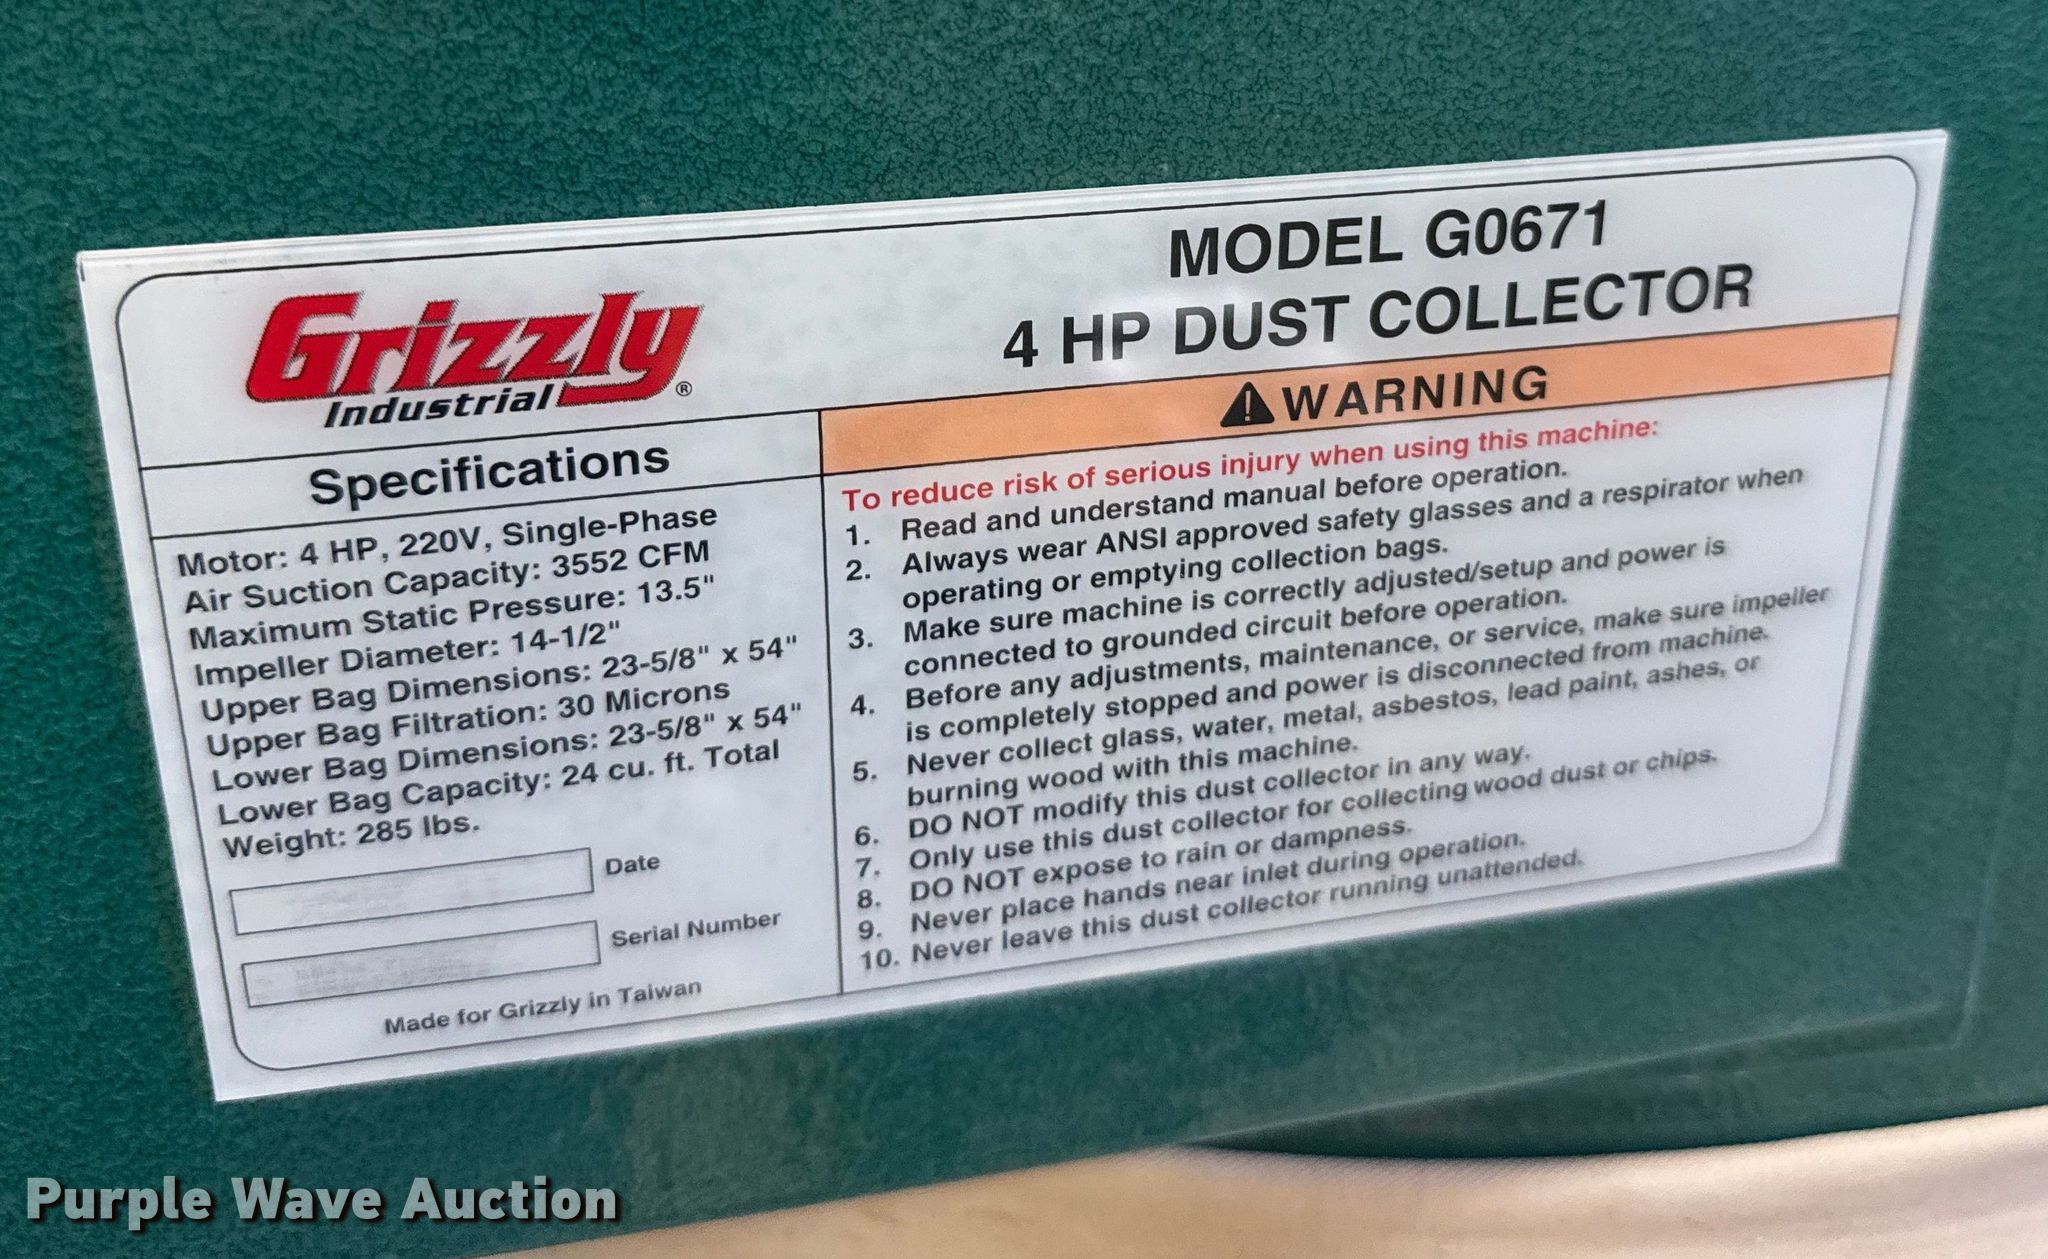 Grizzly
Industrial ®
MODEL G0671
4 HP DUST COLLECTOR
Specifications
Motor: 4 HP, 220V, Single-Phase
Air Suction Capacity: 3552 CFM
Maximum Static Pressure: 13.5"
Impeller Diameter: 14-1/2"
Upper Bag Dimensions: 23-5/8" x 54"
Upper Bag Filtration: 30 Microns
Lower Bag Dimensions: 23-5/8" x 54"
Lower Bag Capacity: 24 cu. ft. Total
Weight: 285 lbs.
Date
Serial Number
Made for Grizzly in Taiwan
WARNING
To reduce risk of serious injury when using this machine:
1. Read and understand manual before operation.
2. Always wear ANSI approved safety glasses and a respirator when
operating or emptying collection bags.
3. Make sure machine is correctly adjusted/setup and power is
connected to grounded circuit before operation.
4. Before any adjustments, maintenance, or service, make sure impeller
is completely stopped and power is disconnected from machine.
5. Never collect glass, water, metal, asbestos, lead paint, ashes, or
burning wood with this machine.
6. DO NOT modify this dust collector in any way.
7. Only use this dust collector for collecting wood dust or chips.
8. DO NOT expose to rain or dampness.
9. Never place hands near inlet during operation.
10. Never leave this dust collector running unattended.
Purple Wave Auction